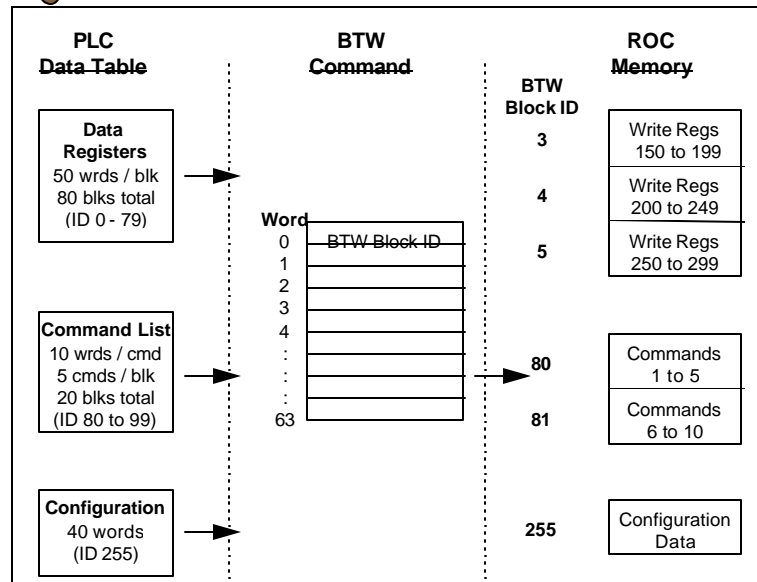 PLC
Data Table
BTW
Command
ROC
Memory
BTW
Block ID
Data
Registers
50 wrds / blk
80 blks total
(ID 0 - 79)
3
Write Regs
150 to 199
4
Write Regs
200 to 249
5
Write Regs
250 to 299
Word
0
BTW Block ID
1
2
3
4
:
:
:
63
Command List
10 wrds / cmd
5 cmds / blk
20 blks total
(ID 80 to 99)
80
Commands
1 to 5
81
Commands
6 to 10
Configuration
40 words
(ID 255)
255
Configuration
Data